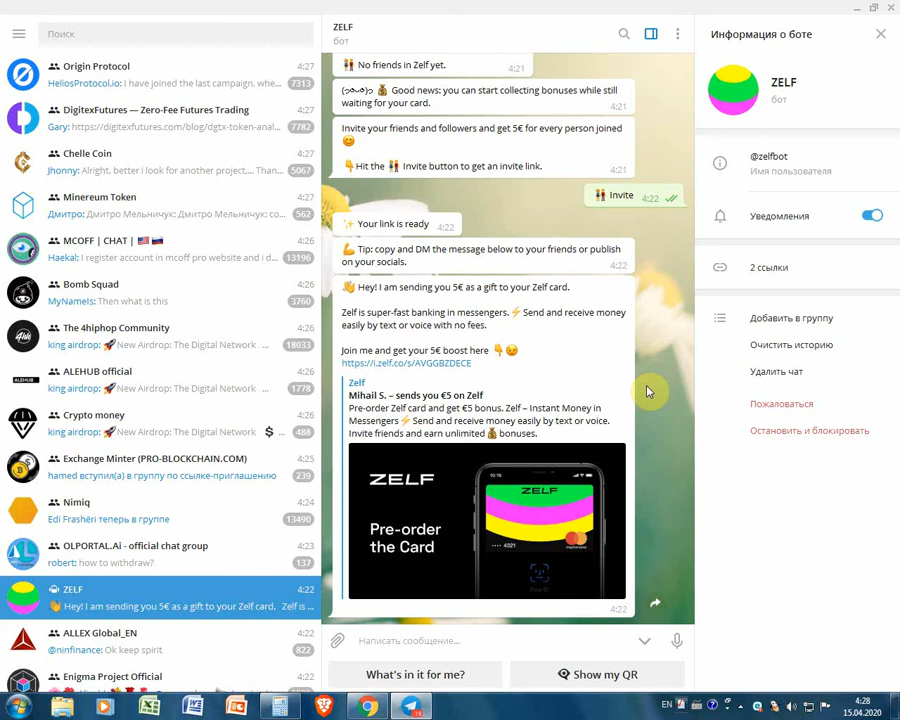 Поиск
Origin Protocol
4:27
HeliosProtocol.io: I have joined the last campaign, whe...
7313
DigitexFutures — Zero-Fee Futures Trading
4:27
Gary: https://digitexfutures.com/blog/dgtx-token-anal...
7782
Chelle Coin
4:27
Jhonny: Alright, better i look for another project,... Than...
5067
Minereum Token
4:27
Дмитро: Дмитро Мельничук: Дмитро Мельничук: со...
562
MCOFF | CHAT |
4:26
Haekal: I register account in mcoff pro website and i d...
13196
Bomb Squad
4:26
MyNameIs: Then what is this
3760
The 4hiphop Community
4:26
king airdrop: 🚀New Airdrop: The Digital Network ...
18033
ALEHUB official
4:26
king airdrop: 🚀New Airdrop: The Digital Network ...
1778
Crypto money
4:26
king airdrop: 🚀New Airdrop: The Digital Network $ ...
488
Exchange Minter (PRO-BLOCKCHAIN.COM)
4:25
hamed вступил(а) в группу по ссылке-приглашению
239
Nimiq
4:26
Edi Frashëri теперь в группе
13490
OLPORTAL.Ai - official chat group
4:23
robert: how to withdraw?
137
ZELF
4:22
👋 Hey! I am sending you 5€ as a gift to your Zelf card. Zelf is ...
ALLEX Global_EN
4:22
@ninfinance: Ok keep spirit
822
Enigma Project Official
4:22
ZELF
бот
No friends in Zelf yet.
4:21
💰 Good news: you can start collecting bonuses while still
waiting for your card.
4:21
Invite your friends and followers and get 5€ for every person joined
😊
👇Hit the 👬 Invite button to get an invite link.
4:21
Invite
4:22
✨ Your link is ready
4:22
💪 Tip: copy and DM the message below to your friends or publish
on your socials.
4:22
👋 Hey! I am sending you 5€ as a gift to your Zelf card.
Zelf is super-fast banking in messengers.⚡Send and receive money
easily by text or voice with no fees.
Join me and get your 5€ boost here 👇😉
https://i.zelf.co/s/AVGGBZDECE
Zelf
Mihail S. – sends you €5 on Zelf
Pre-order Zelf card and get €5 bonus. Zelf – Instant Money in
Messengers⚡Send and receive money easily by text or voice.
Invite friends and earn unlimited 💰bonuses.
ZELF
Pre-order
the Card
10:16
ZELF
•••• 4321
mastercard
Face ID
4:22
Написать сообщение...
What's in it for me?
Show my QR
Информация о боте
ZELF
бот
@zelfbot
Имя пользователя
Уведомления
2 ссылки
Добавить в группу
Очистить историю
Удалить чат
Пожаловаться
Остановить и блокировать
EN
4:28
15.04.2020